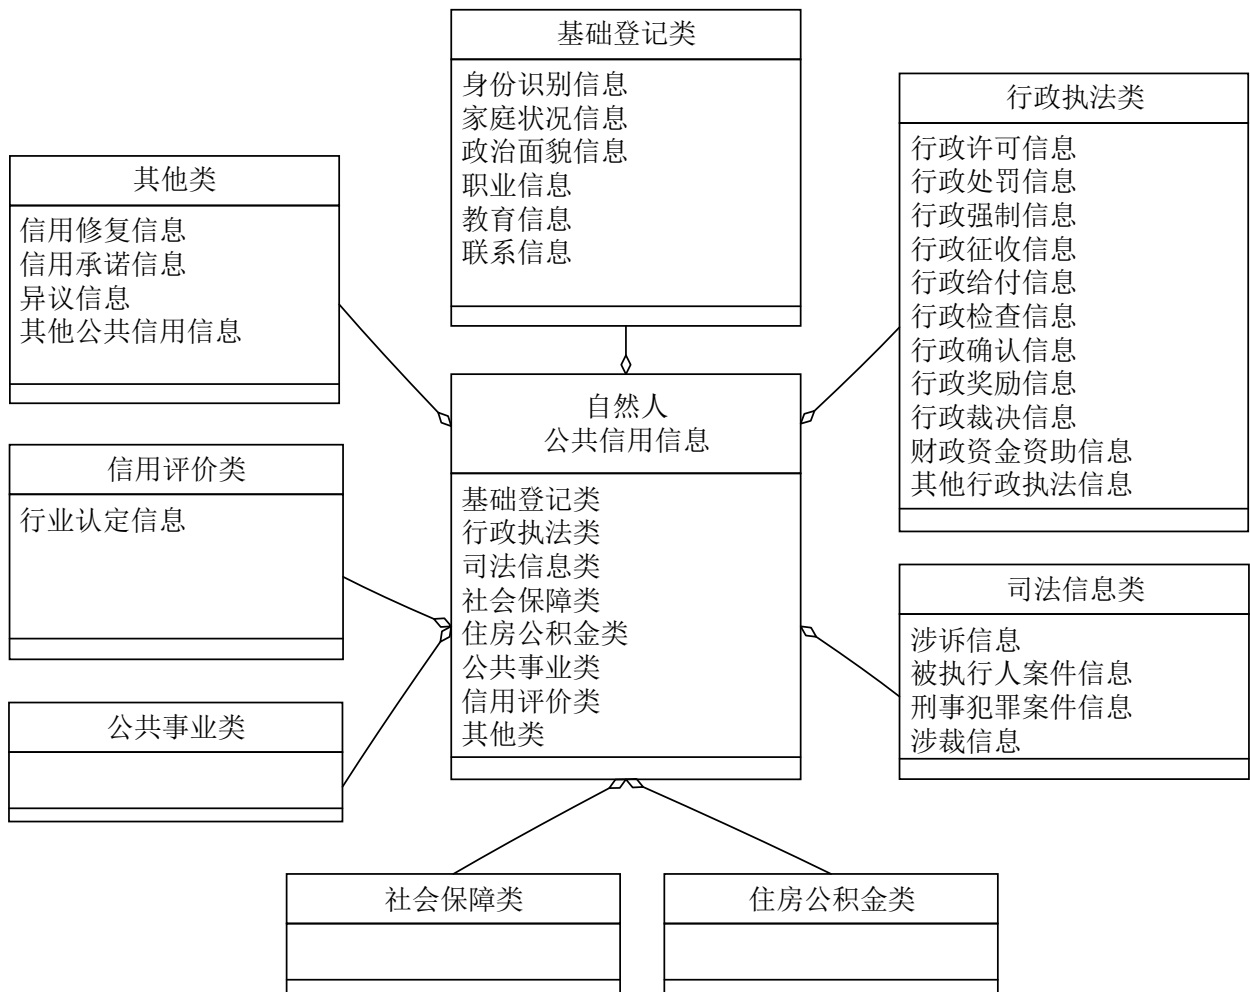 基础登记类
身份识别信息
家庭状况信息
政治面貌信息
职业信息
教育信息
联系信息
行政执法类
行政许可信息
行政处罚信息
行政强制信息
行政征收信息
行政给付信息
行政检查信息
行政确认信息
行政奖励信息
行政裁决信息
财政资金资助信息
其他行政执法信息
其他类
信用修复信息
信用承诺信息
异议信息
其他公共信用信息
自然人
公共信用信息
基础登记类
行政执法类
司法信息类
社会保障类
住房公积金类
公共事业类
信用评价类
其他类
信用评价类
行业认定信息
司法信息类
涉诉信息
被执行人案件信息
刑事犯罪案件信息
涉裁信息
公共事业类
社会保障类
住房公积金类